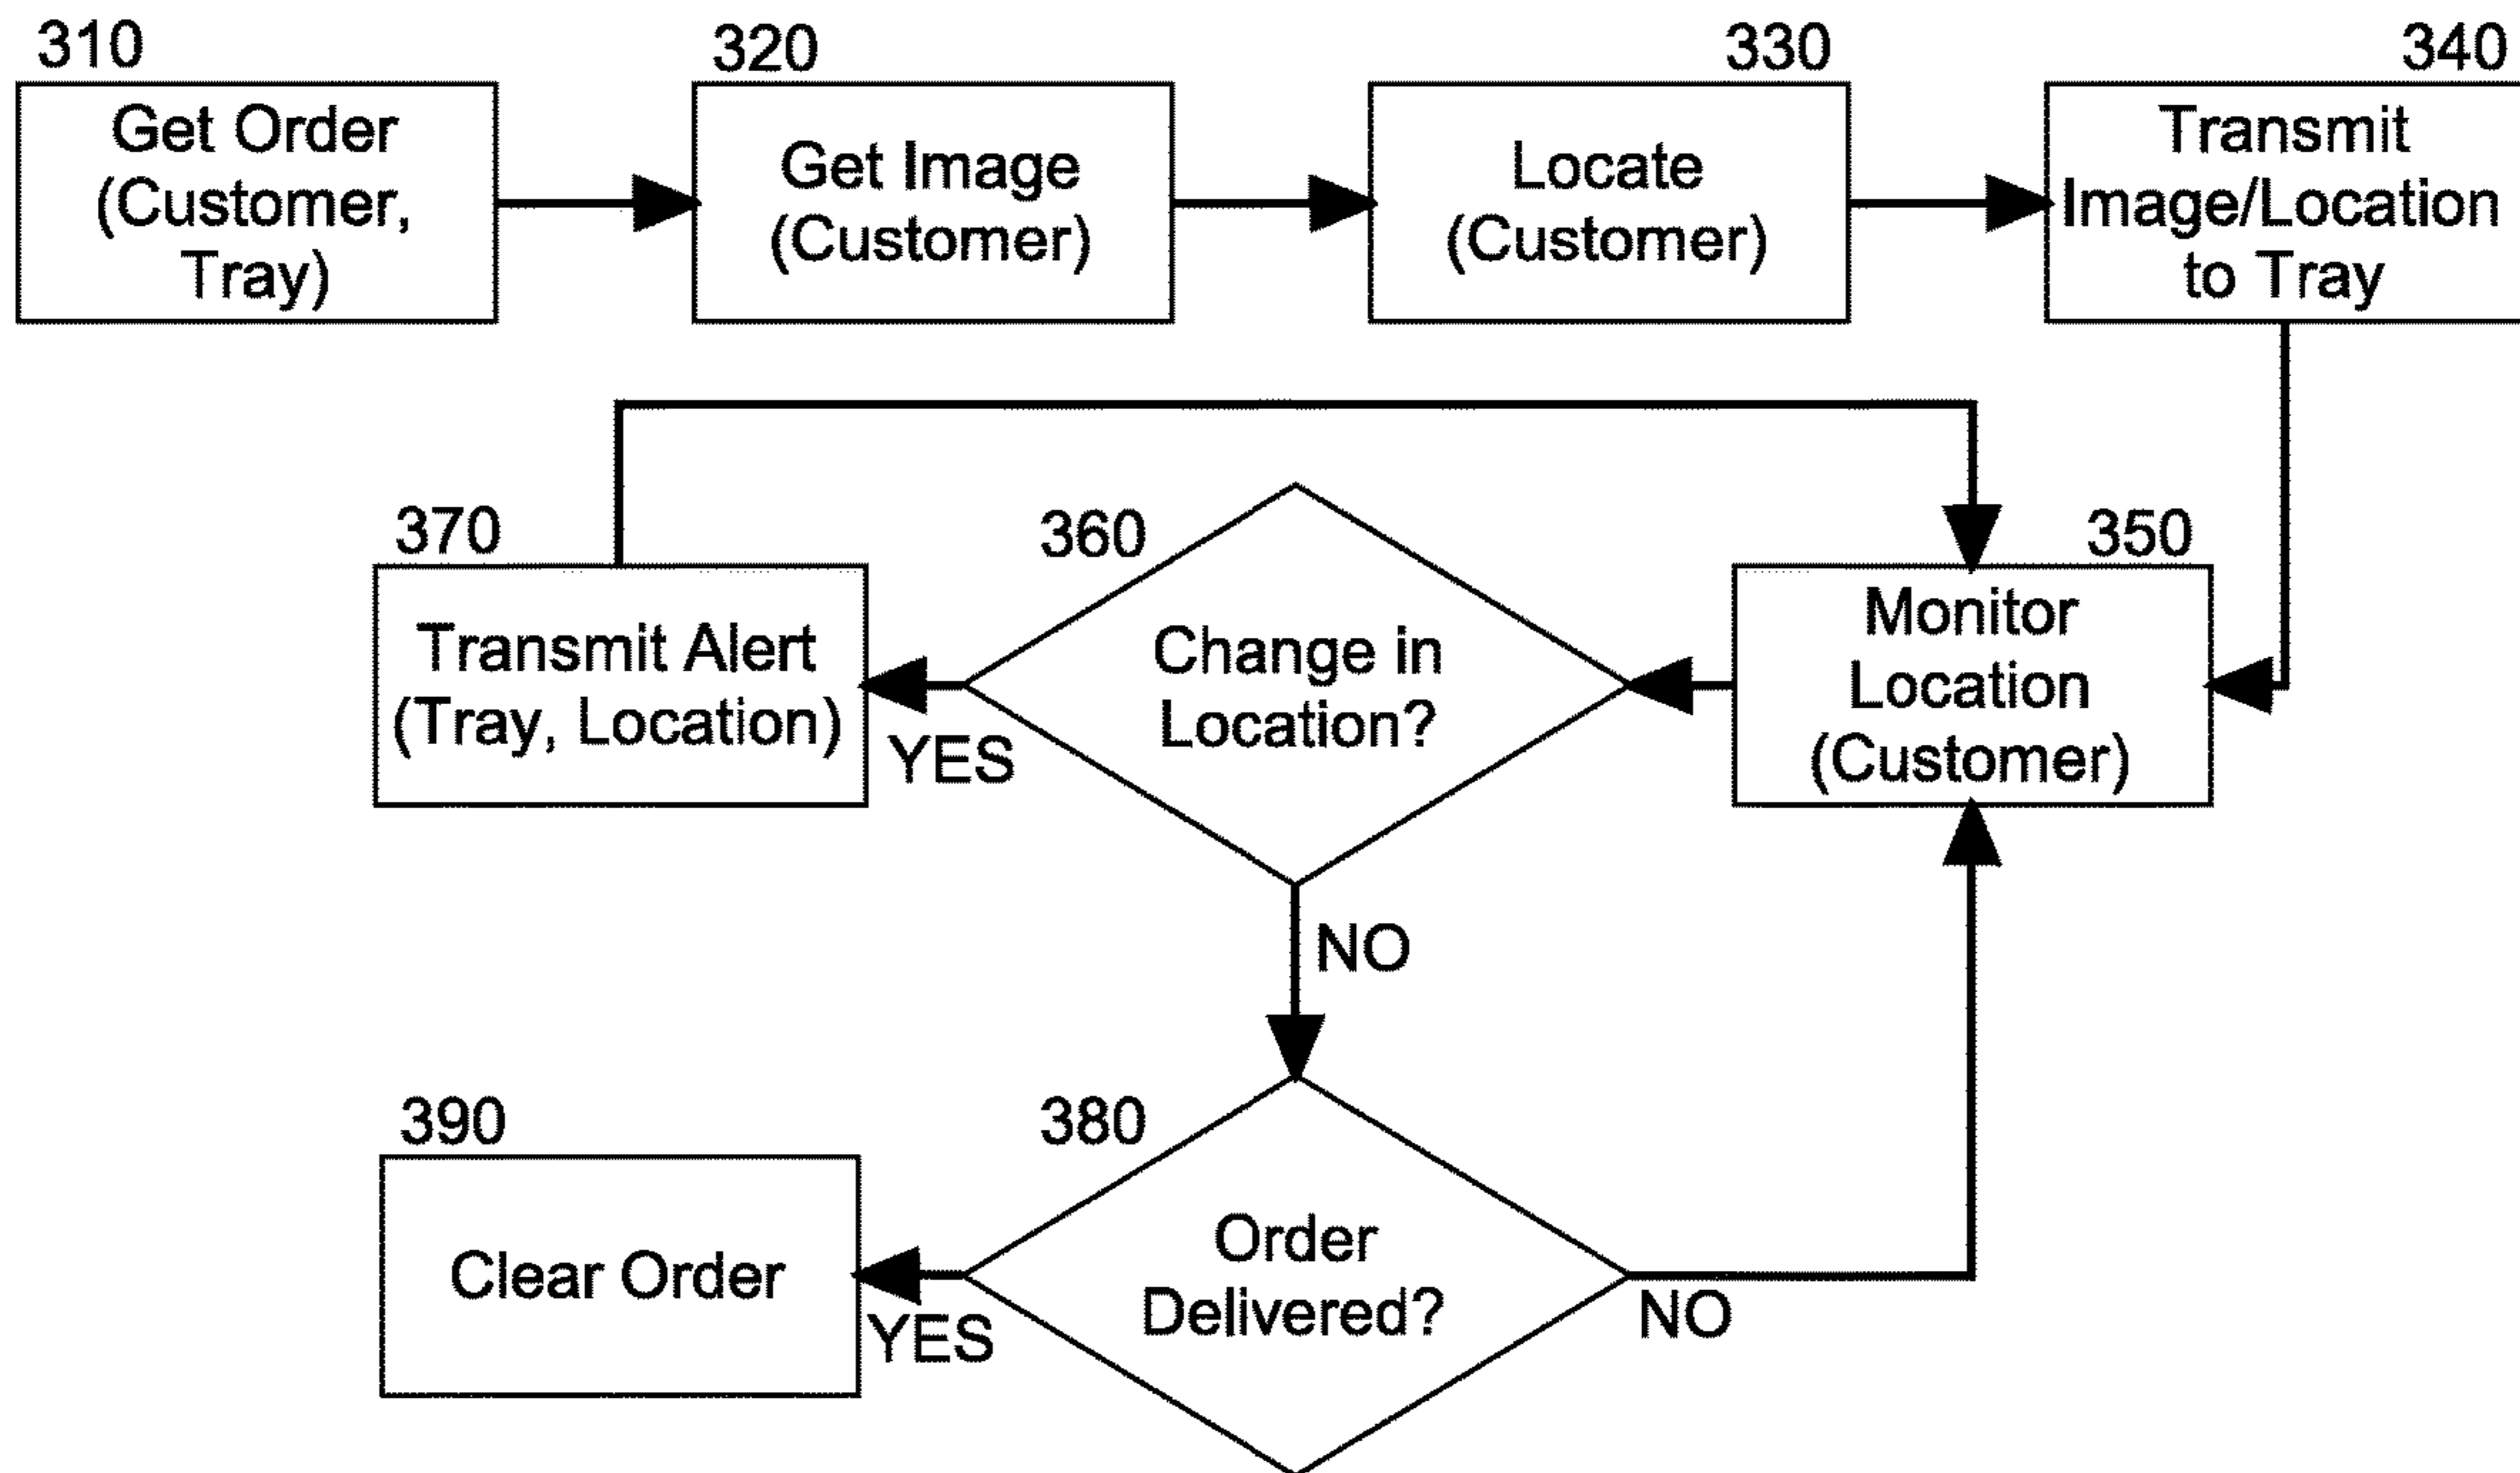 310
Get Order
(Customer,
Tray)
320
Get Image
(Customer)
330
Locate
(Customer)
340
Transmit
Image/Location
to Tray
370
Transmit Alert
(Tray, Location)
YES
360
Change in
Location?
NO
350
Monitor
Location
(Customer)
390
Clear Order
YES
380
Order
Delivered?
NO